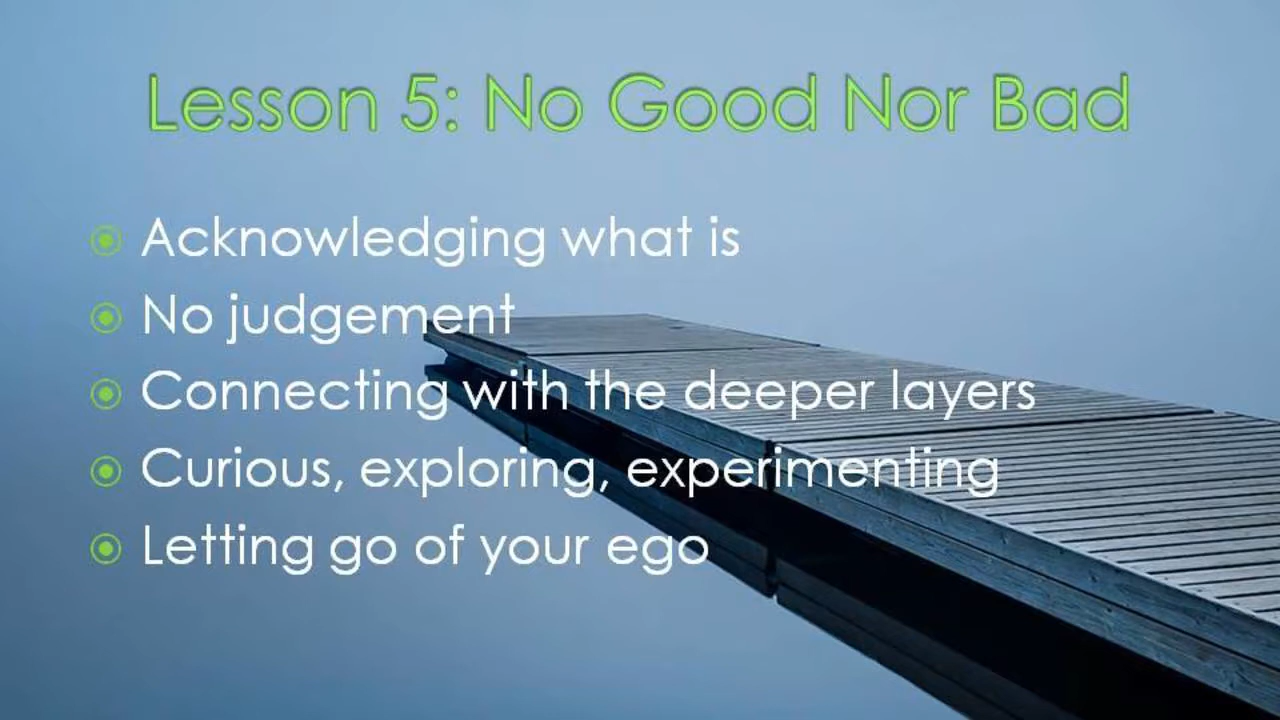 Lesson 5: No Good Nor Bad
Acknowledging what is
No judgement
Connecting with the deeper layers
Curious, exploring, experimenting
Letting go of your ego